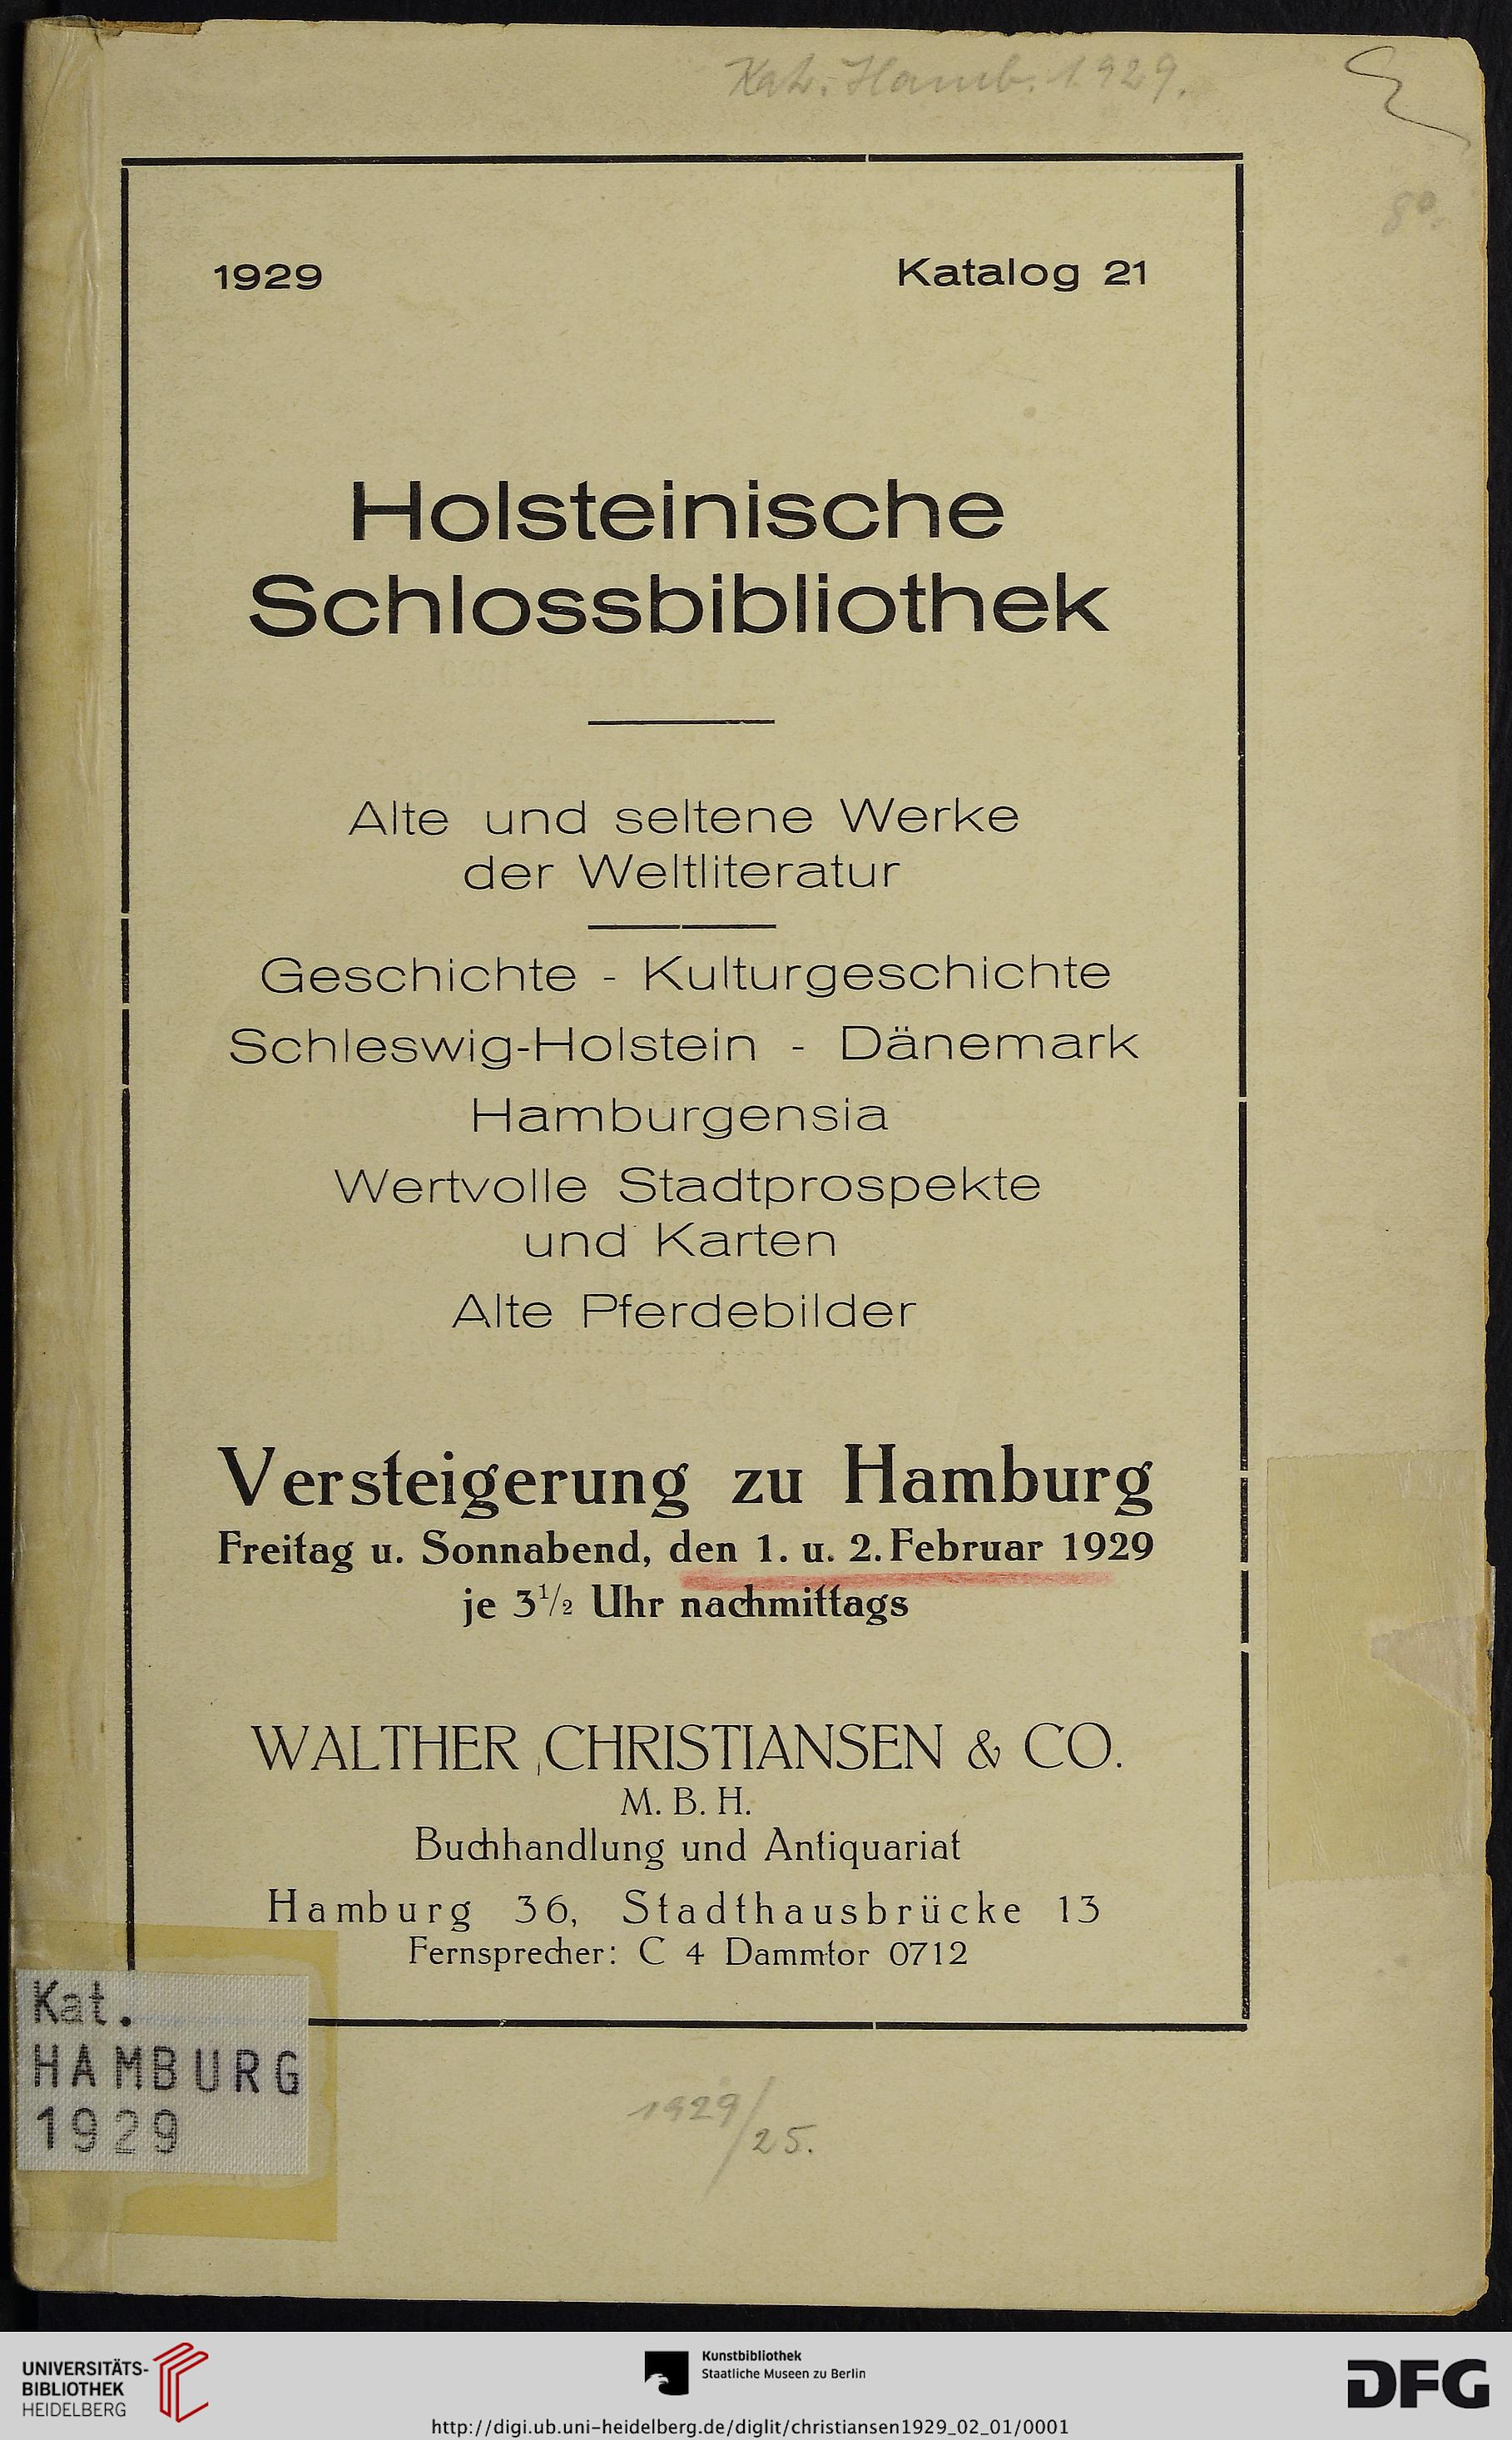 Kat. Hamb. 1929.
8°.
1929 Katalog 21
Holsteinische
Schlossbibliothek
Alte und seltene Werke
der Weltliteratur
Geschichte - Kulturgeschichte
Schleswig-Holstein - Dänemark
Hamburgensia
Wertvolle Stadtprospekte
und Karten
Alte Pferdebilder
Versteigerung zu Hamburg
Freitag u. Sonnabend, den 1. u. 2. Februar 1929
je 3 1/2 Uhr nachmittags
WALTHER CHRISTIANSEN & CO.
M. B. H.
Buchhandlung und Antiquariat
Hamburg 36, Stadthausbrücke 13
Fernsprecher: C 4 Dammtor 0712
Kat.
HAMBURG
1929
1929/25.
UNIVERSITÄTS-
BIBLIOTHEK
HEIDELBERG
Kunstbibliothek
Staatliche Museen zu Berlin
DFG
http://digi.ub.uni-heidelberg.de/diglit/christiansen1929_02_01/0001